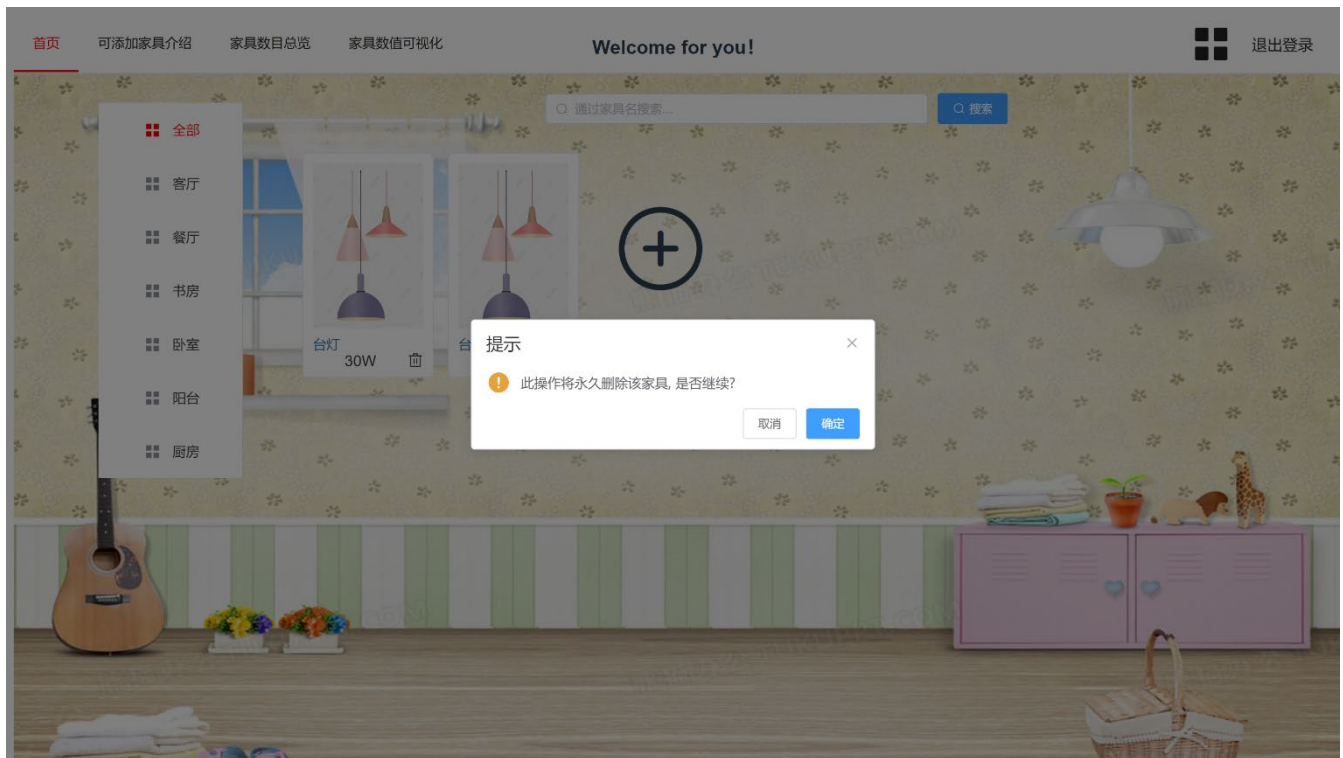 首页 可添加家具介绍 家具数目总览 家具数值可视化 Welcome for you! 退出登录
通过家具名搜索... 搜索
全部
客厅
餐厅
书房
卧室
阳台
厨房
台灯
30W
台
提示
此操作将永久删除该家具, 是否继续?
取消 确定